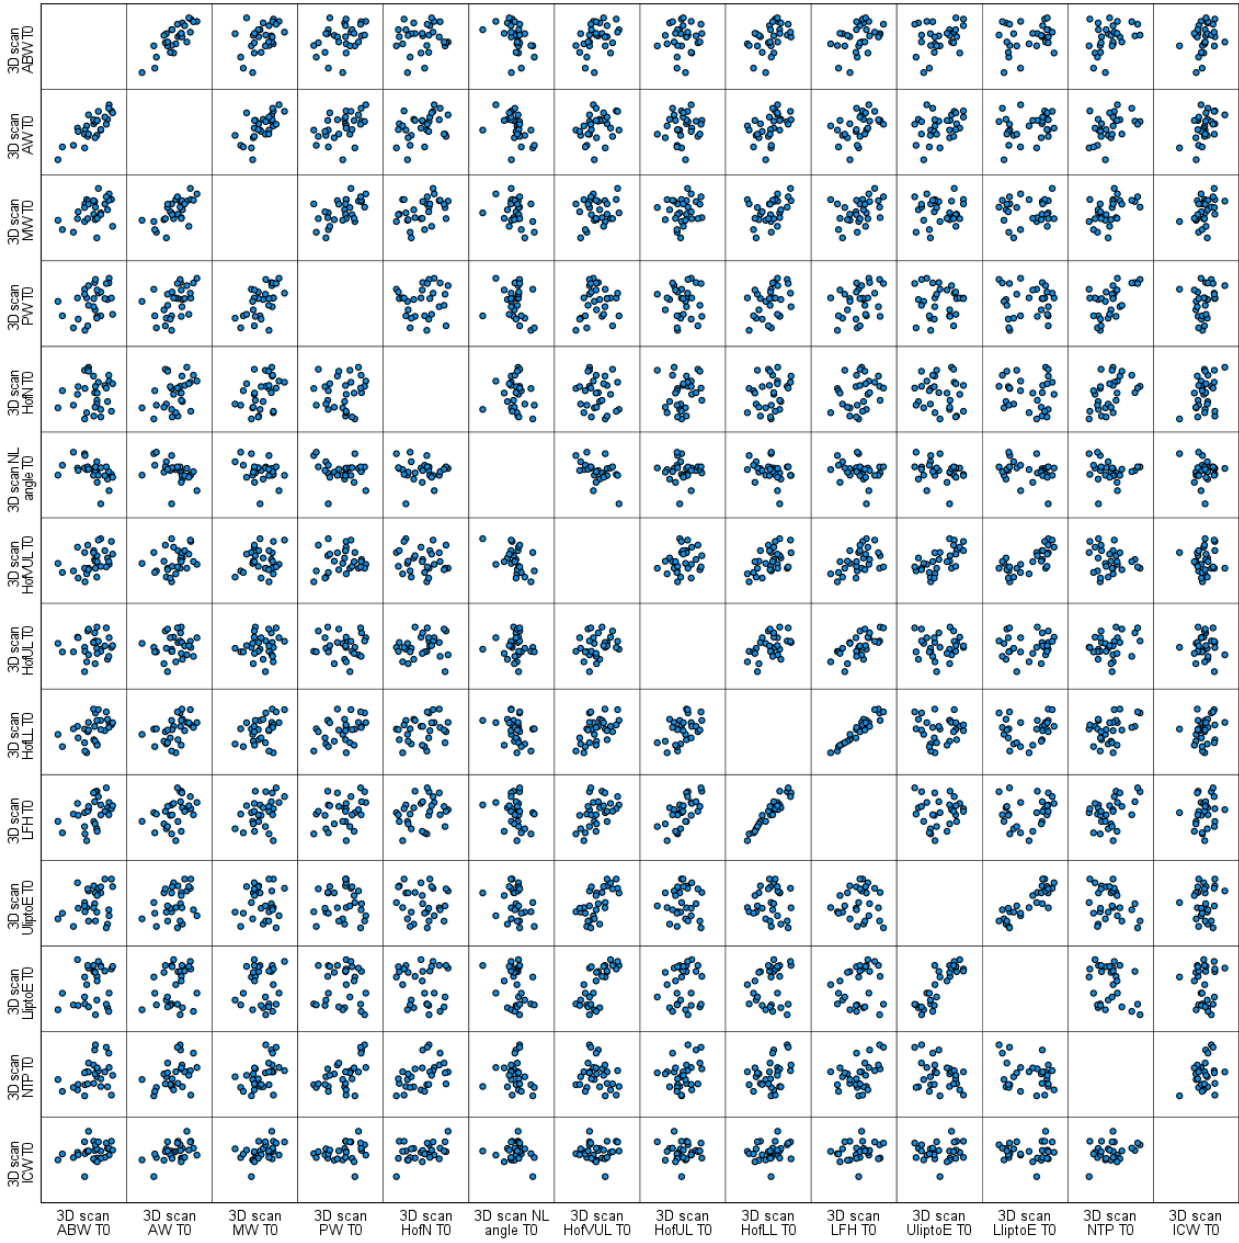 3D scan
ABW T0
3D scan
AW T0
3D scan
MW T0
3D scan
PW T0
3D scan
HofN T0
3D scan NL
angle T0
3D scan
HofVUL T0
3D scan
HofUL T0
3D scan
HofLL T0
3D scan
LFH T0
3D scan
UliptoE T0
3D scan
LliptoE T0
3D scan
NTP T0
3D scan
ICW T0
3D scan
ABW T0
3D scan
AW T0
3D scan
MW T0
3D scan
PW T0
3D scan
HofN T0
3D scan NL
angle T0
3D scan
HofVUL T0
3D scan
HofUL T0
3D scan
HofLL T0
3D scan
LFH T0
3D scan
UliptoE T0
3D scan
LliptoE T0
3D scan
NTP T0
3D scan
ICW T0